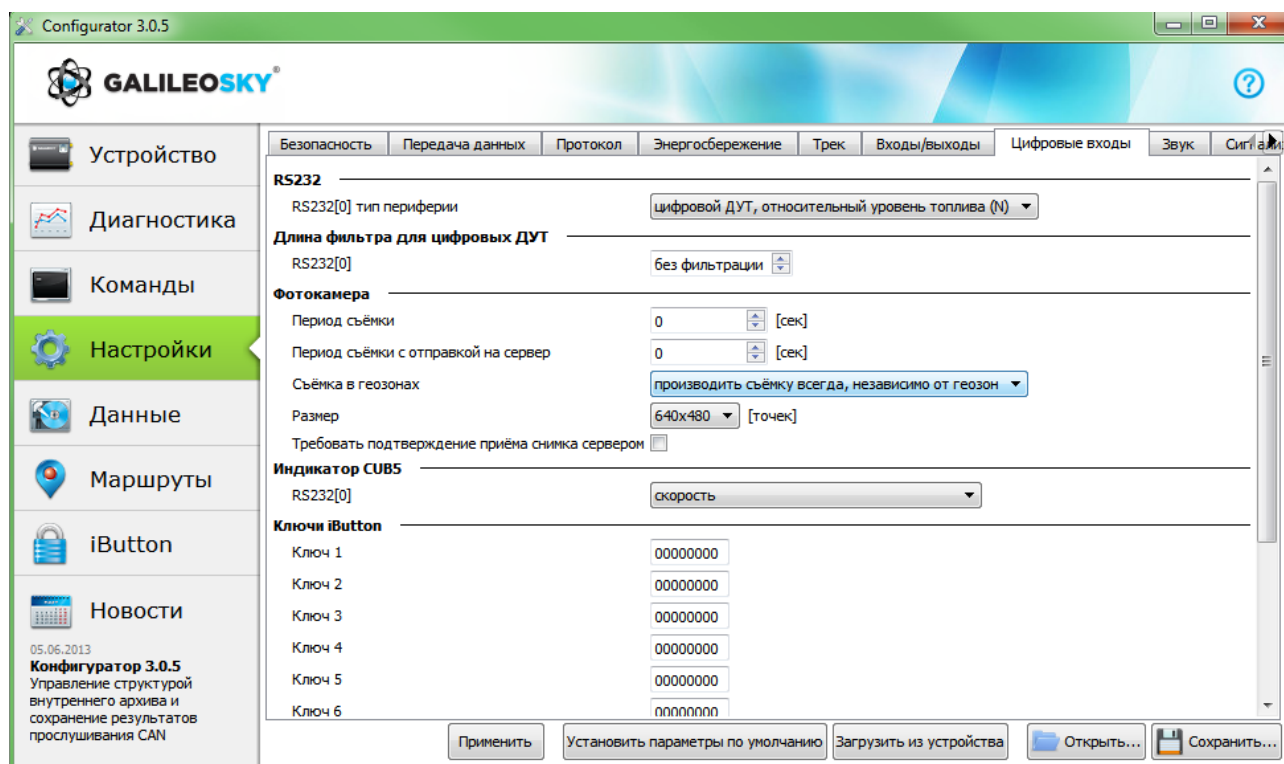 Configurator 3.0.5
GALILEOSKY®
Устройство
Диагностика
Команды
Настройки
Данные
Маршруты
iButton
Новости
05.06.2013
Конфигуратор 3.0.5
Управление структурой
внутреннего архива и
сохранение результатов
прослушивания CAN
Безопасность Передача данных Протокол Энергосбережение Трек Входы/выходы Цифровые входы Звук
RS232
RS232[0] тип периферии цифровой ДУТ, относительный уровень топлива (N)
Длина фильтра для цифровых ДУТ
RS232[0] без фильтрации
Фотокамера
Период съёмки 0 [сек]
Период съёмки с отправкой на сервер 0 [сек]
Съёмка в геозонах производить съёмку всегда, независимо от геозон
Размер 640x480 [точек]
Требовать подтверждение приёма снимка сервером
Индикатор CUB5
RS232[0] скорость
Ключи iButton
Ключ 1 00000000
Ключ 2 00000000
Ключ 3 00000000
Ключ 4 00000000
Ключ 5 00000000
Ключ 6 00000000
Применить Установить параметры по умолчанию Загрузить из устройства Открыть... Сохранить...